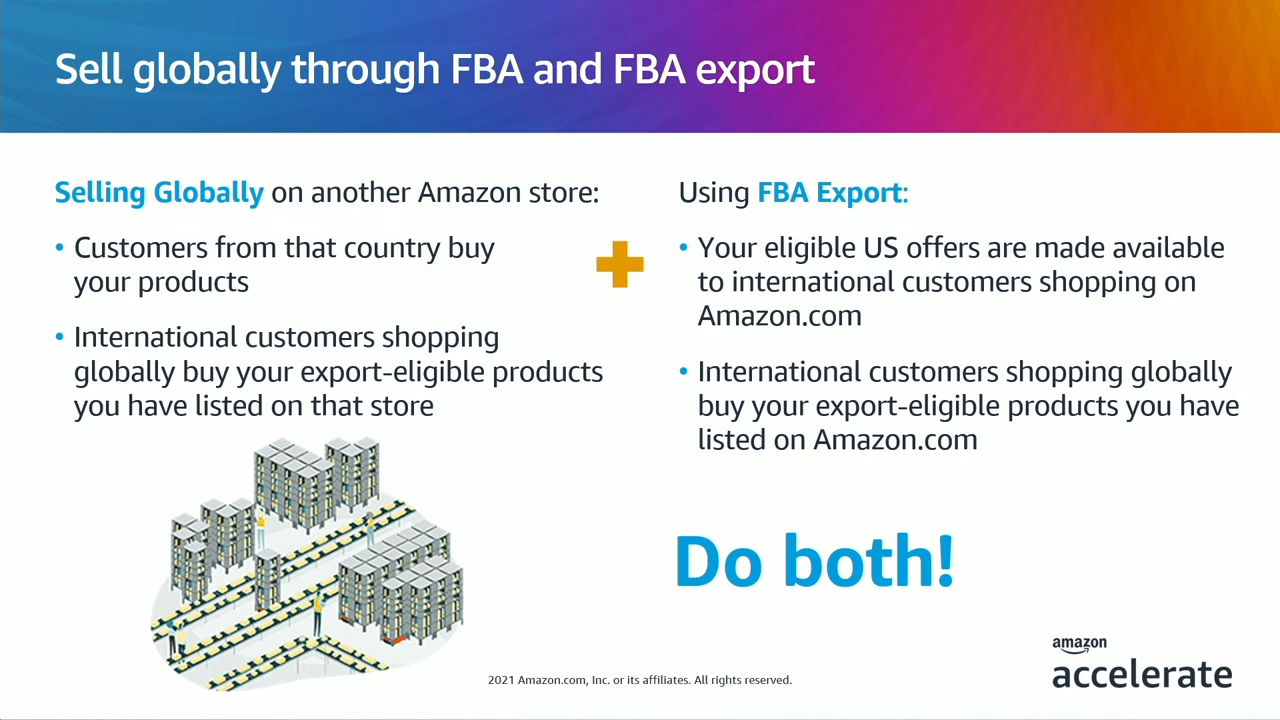 Sell globally through FBA and FBA export
Selling Globally on another Amazon store:
• Customers from that country buy
your products
• International customers shopping
globally buy your export-eligible products
you have listed on that store
Using FBA Export:
• Your eligible US offers are made available
to international customers shopping on
Amazon.com
• International customers shopping globally
buy your export-eligible products you have
listed on Amazon.com
Do both!
2021 Amazon.com, Inc. or its affiliates. All rights reserved.
amazon
accelerate